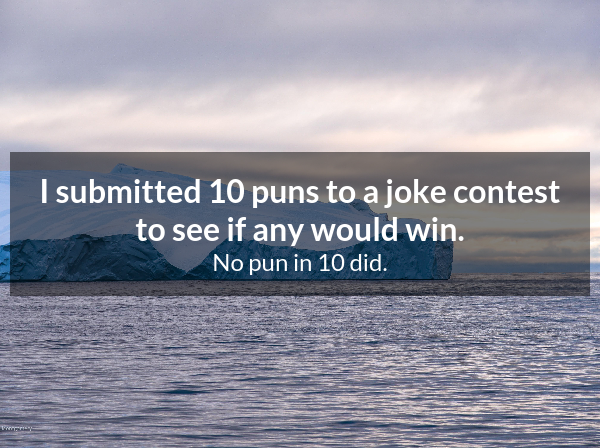 I submitted 10 puns to a joke contest
to see if any would win.
No pun in 10 did.